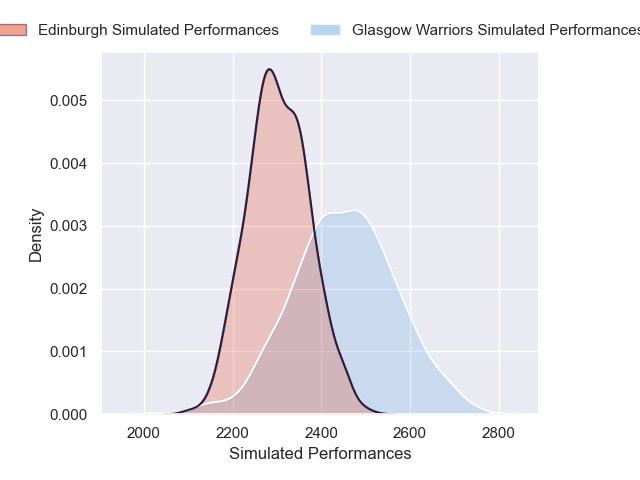 Edinburgh Simulated Performances
Glasgow Warriors Simulated Performances
0.005
0.004
0.003
0.002
0.001
0.000
Density
2000
2200
2400
2600
2800
Simulated Performances